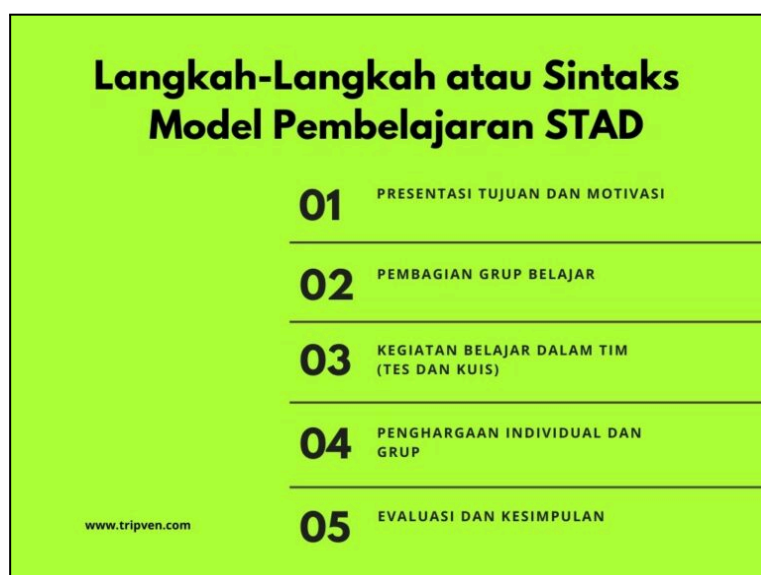 Langkah-Langkah atau Sintaks
Model Pembelajaran STAD
01 PRESENTASI TUJUAN DAN MOTIVASI
02 PEMBAGIAN GRUP BELAJAR
03 KEGIATAN BELAJAR DALAM TIM
(TES DAN KUIS)
04 PENGHARGAAN INDIVIDUAL DAN
GRUP
05 EVALUASI DAN KESIMPULAN
www.tripven.com